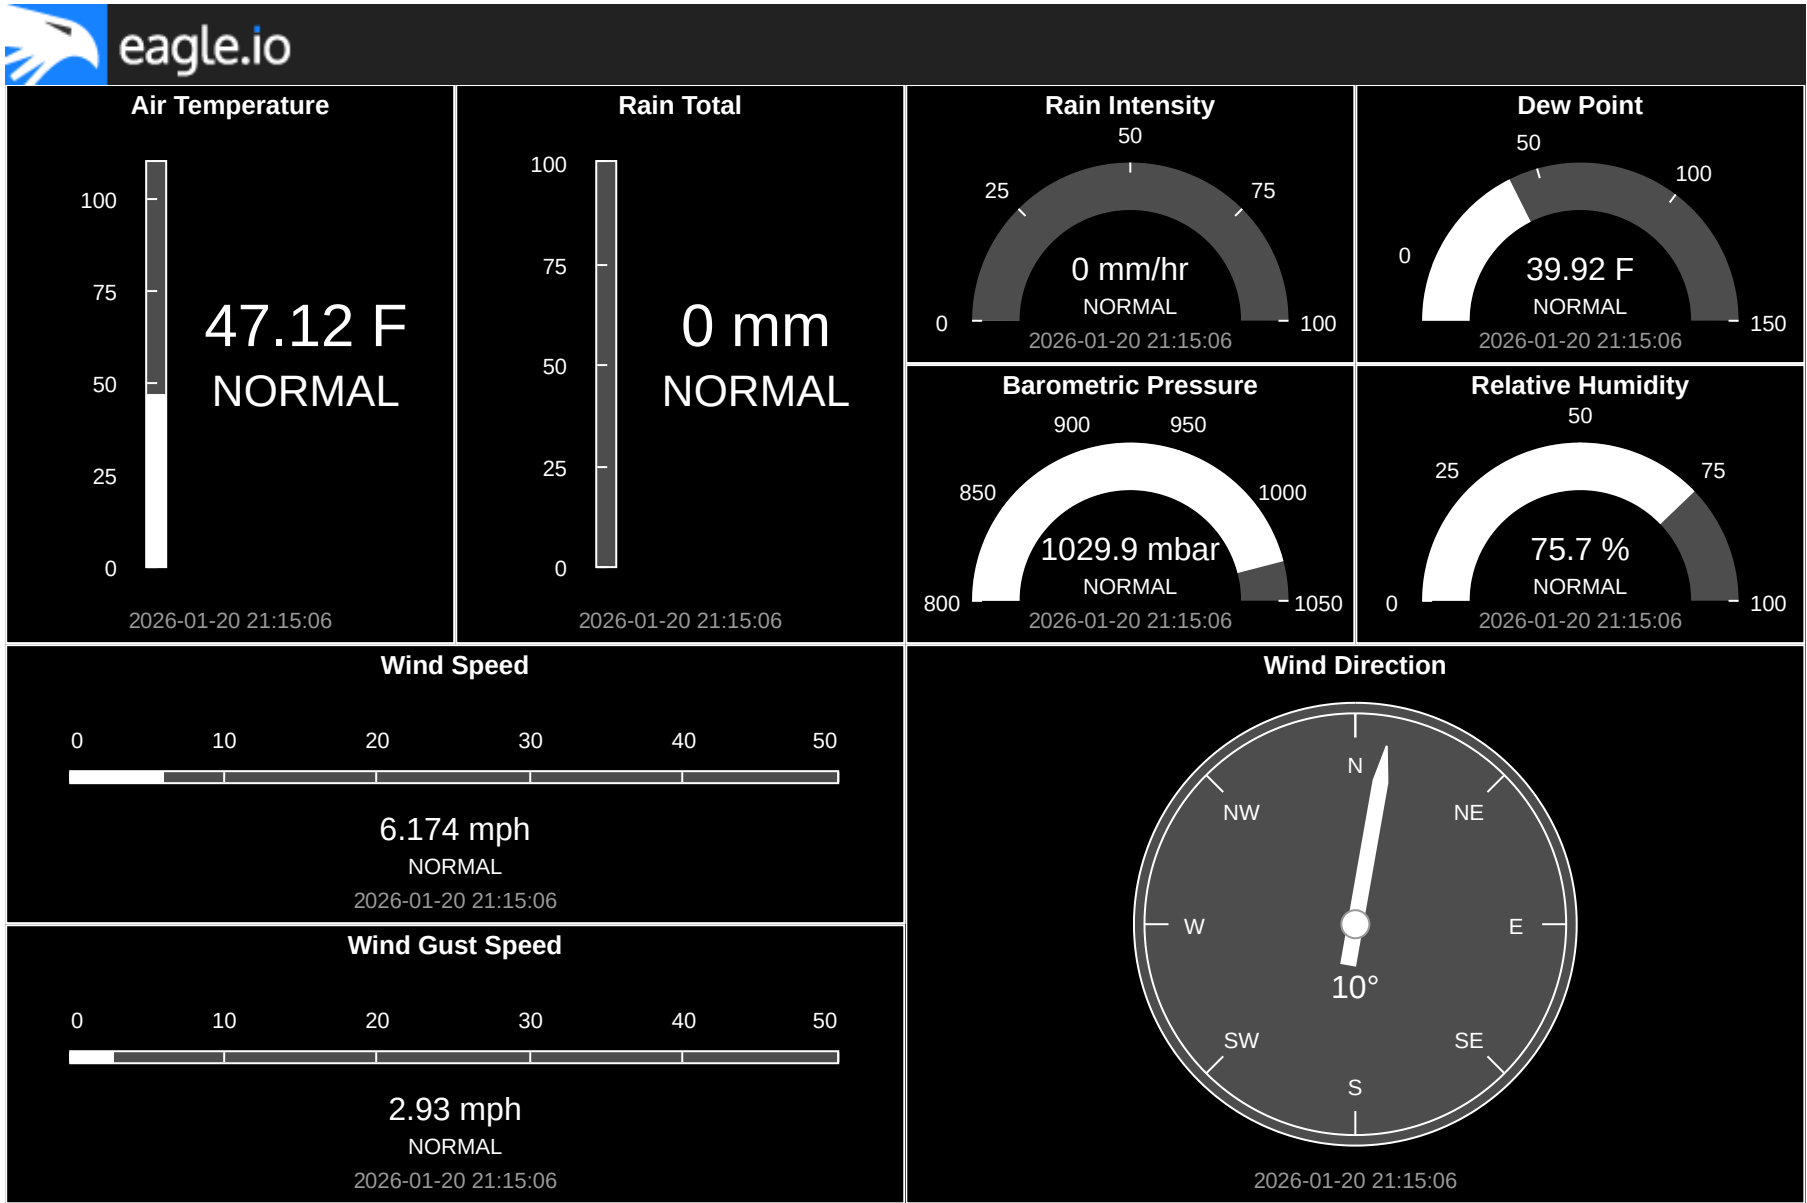 eagle.io
Air Temperature
100
75
50
25
0
47.12 F
NORMAL
2026-01-20 21:15:06
Rain Total
100
75
50
25
0
0 mm
NORMAL
2026-01-20 21:15:06
Rain Intensity
0
25
50
75
100
0 mm/hr
NORMAL
2026-01-20 21:15:06
Dew Point
0
50
100
150
39.92 F
NORMAL
2026-01-20 21:15:06
Barometric Pressure
800
850
900
950
1000
1050
1029.9 mbar
NORMAL
2026-01-20 21:15:06
Relative Humidity
0
25
50
75
100
75.7 %
NORMAL
2026-01-20 21:15:06
Wind Speed
0 10 20 30 40 50
6.174 mph
NORMAL
2026-01-20 21:15:06
Wind Gust Speed
0 10 20 30 40 50
2.93 mph
NORMAL
2026-01-20 21:15:06
Wind Direction
N
NW NE
W E
10°
SW SE
S
2026-01-20 21:15:06